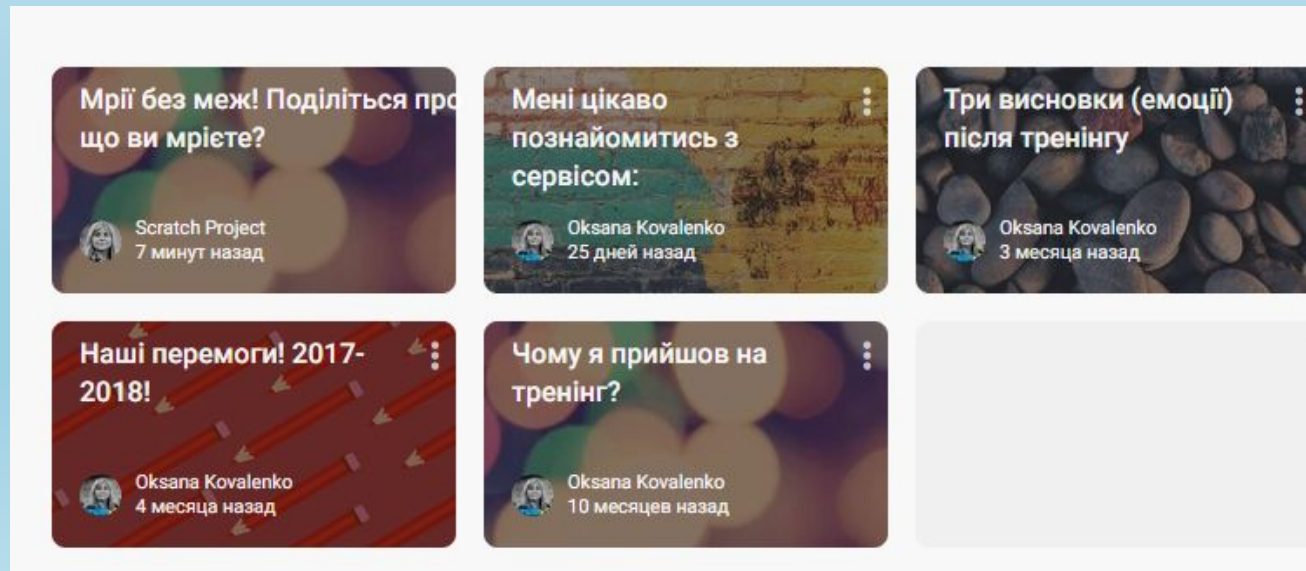 Мрії без меж! Поділіться про
що ви мрієте?
Scratch Project
7 минут назад
Мені цікаво
познайомитись з
сервісом:
Oksana Kovalenko
25 дней назад
Три висновки (емоції)
після тренінгу
Oksana Kovalenko
3 месяца назад
Наші перемоги! 2017-
2018!
Oksana Kovalenko
4 месяца назад
Чому я прийшов на
тренінг?
Oksana Kovalenko
10 месяцев назад